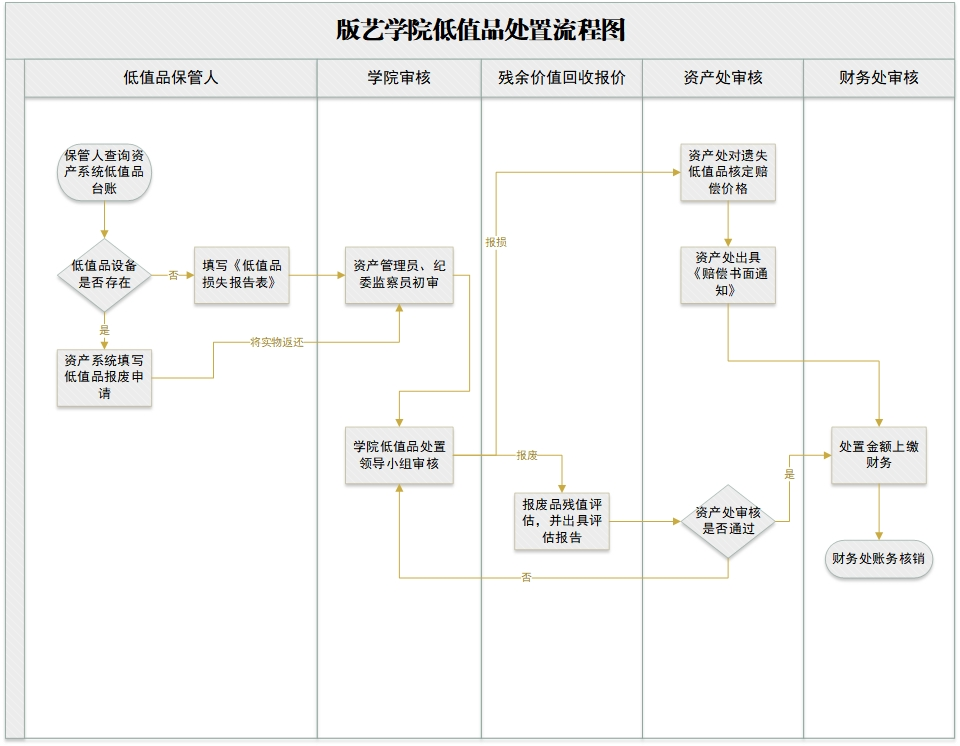 版艺学院低值品处置流程图
低值品保管人
学院审核
残余价值回收报价
资产处审核
财务处审核
保管人查询资
产系统低值品
台账
低值品设备
是否存在
否
填写《低值品
损失报告表》
是
资产系统填写
低值品报废申
请
将实物返还
资产管理员、纪
委监察员初审
学院低值品处置
领导小组审核
报损
报废
报废品残值评
估，并出具评
估报告
资产处对遗失
低值品核定赔
偿价格
资产处出具
《赔偿书面通
知》
资产处审核
是否通过
否
是
处置金额上缴
财务
财务处账务核销